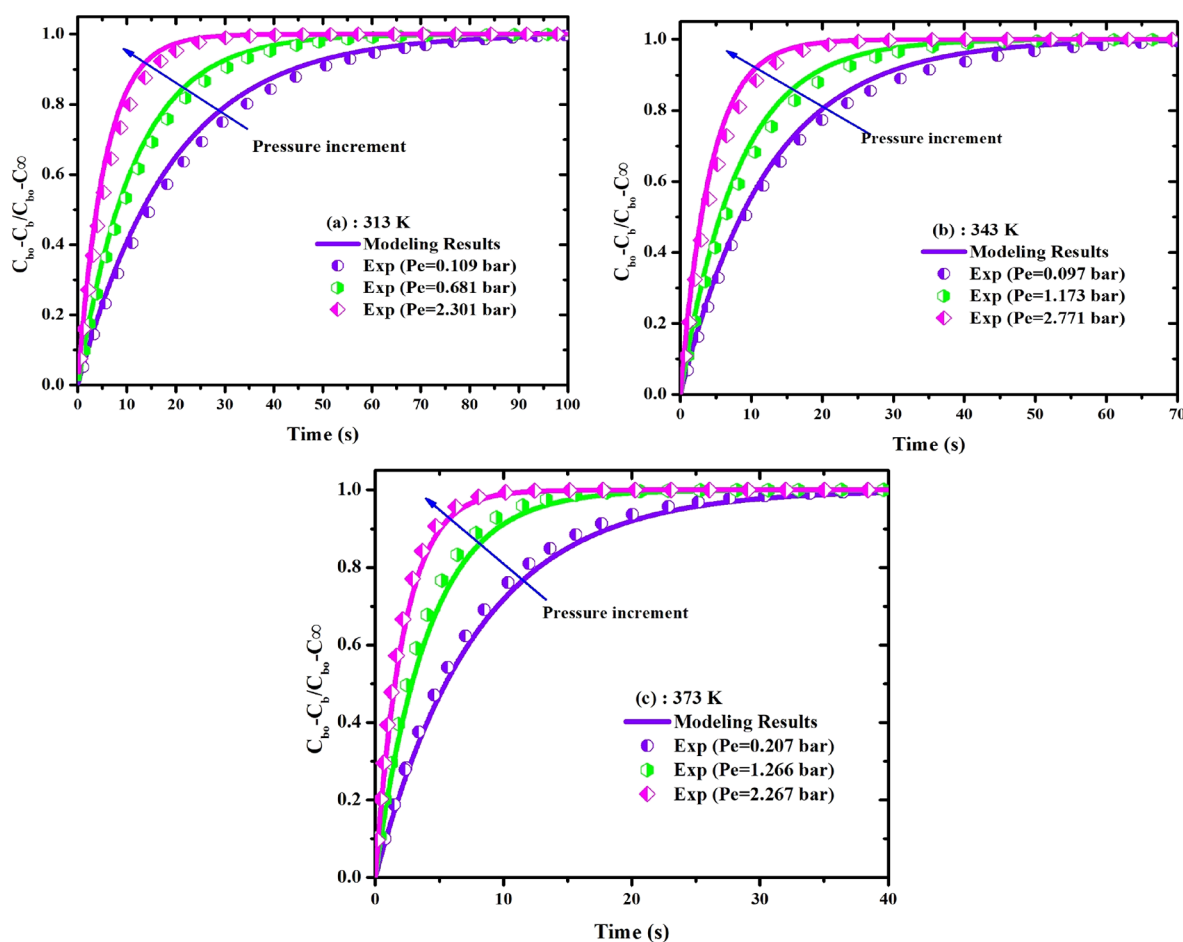 C_bo-C_b/C_bo-C∞
1.0
0.8
0.6
0.4
0.2
0.0
Pressure increment
(a) : 313 K
Modeling Results
Exp (Pe=0.109 bar)
Exp (Pe=0.681 bar)
Exp (Pe=2.301 bar)
0 10 20 30 40 50 60 70 80 90 100
Time (s)
C_bo-C_b/C_bo-C∞
1.0
0.8
0.6
0.4
0.2
0.0
Pressure increment
(b) : 343 K
Modeling Results
Exp (Pe=0.097 bar)
Exp (Pe=1.173 bar)
Exp (Pe=2.771 bar)
0 10 20 30 40 50 60 70
Time (s)
C_bo-C_b/C_bo-C∞
1.0
0.8
0.6
0.4
0.2
0.0
Pressure increment
(c) : 373 K
Modeling Results
Exp (Pe=0.207 bar)
Exp (Pe=1.266 bar)
Exp (Pe=2.267 bar)
0 10 20 30 40
Time (s)